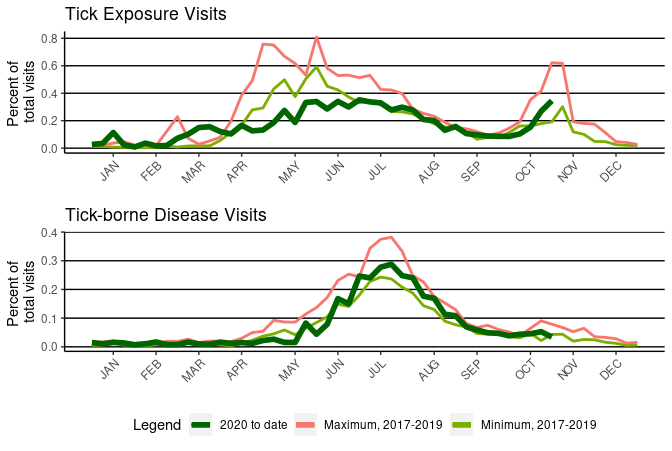 Tick Exposure Visits
Percent of
total visits
0.8
0.6
0.4
0.2
0.0
JAN FEB MAR APR MAY JUN JUL AUG SEP OCT NOV DEC
Tick-borne Disease Visits
Percent of
total visits
0.4
0.3
0.2
0.1
0.0
JAN FEB MAR APR MAY JUN JUL AUG SEP OCT NOV DEC
Legend 2020 to date Maximum, 2017-2019 Minimum, 2017-2019